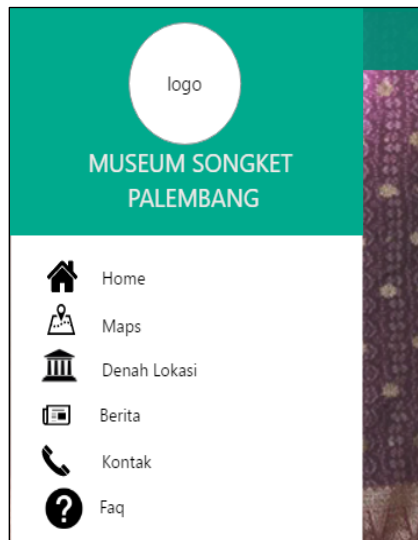 logo
MUSEUM SONGKET
PALEMBANG
Home
Maps
Denah Lokasi
Berita
Kontak
Faq